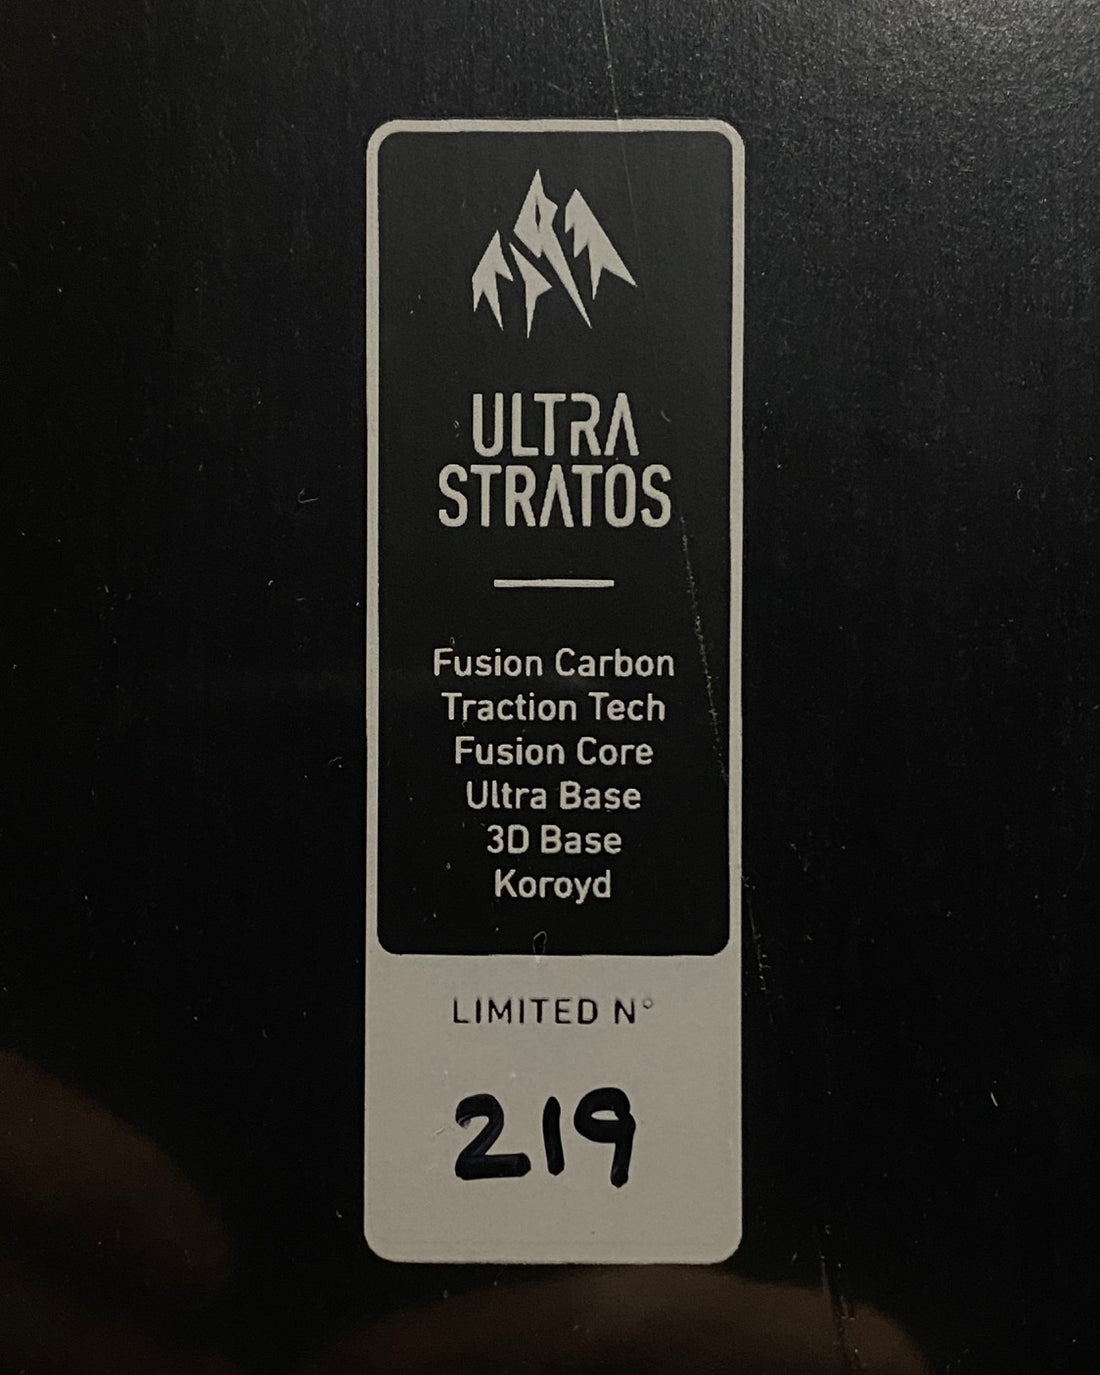 ULTRA
STRATOS
Fusion Carbon
Traction Tech
Fusion Core
Ultra Base
3D Base
Koroyd
LIMITED N°
219